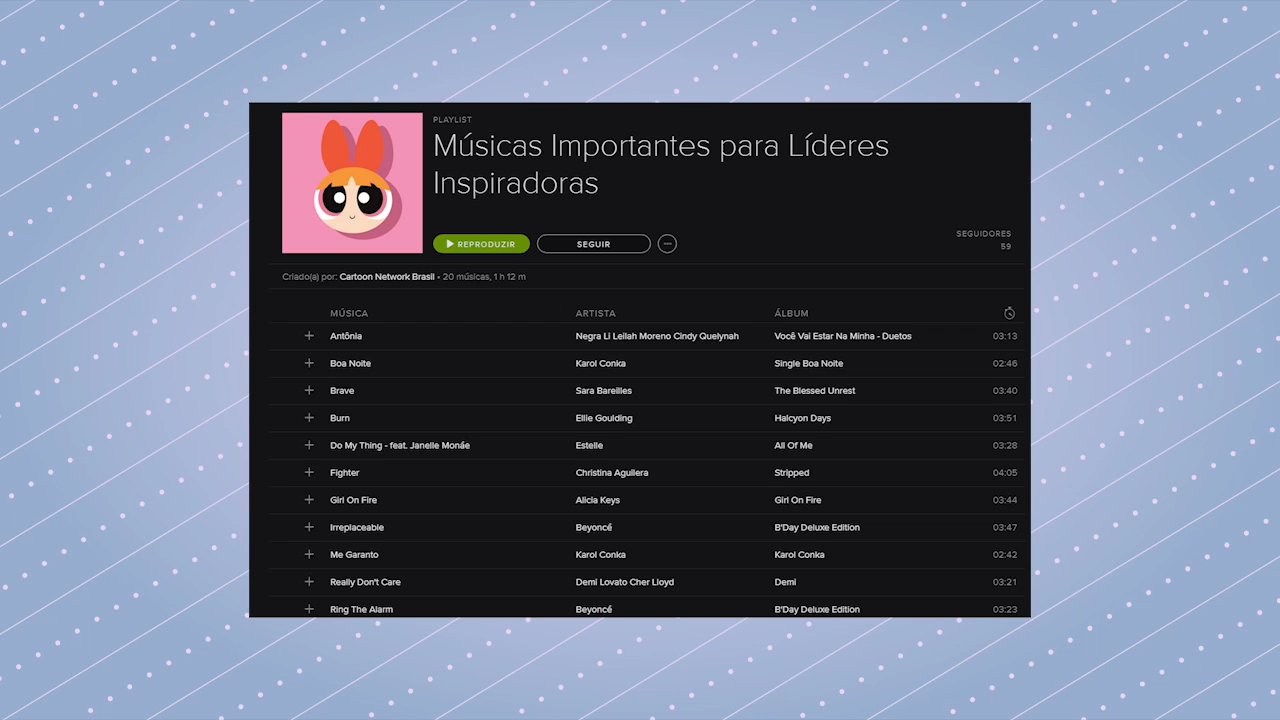 PLAYLIST
Músicas Importantes para Líderes
Inspiradoras
REPRODUZIR
SEGUIR
SEGUIDORES
59
Criado(a) por: Cartoon Network Brasil • 20 músicas, 1 h 12 m
MÚSICA ARTISTA ÁLBUM
+ Antônia Negra Li Leilah Moreno Cindy Quelynah Você Vai Estar Na Minha - Duetos 03:13
+ Boa Noite Karol Conka Single Boa Noite 02:46
+ Brave Sara Bareilles The Blessed Unrest 03:40
+ Burn Ellie Goulding Halcyon Days 03:51
+ Do My Thing - feat. Janelle Monáe Estelle All Of Me 03:28
+ Fighter Christina Aguilera Stripped 04:05
+ Girl On Fire Alicia Keys Girl On Fire 03:44
+ Irreplaceable Beyoncé B'Day Deluxe Edition 03:47
+ Me Garanto Karol Conka Karol Conka 02:42
+ Really Don't Care Demi Lovato Cher Lloyd Demi 03:21
+ Ring The Alarm Beyoncé B'Day Deluxe Edition 03:23